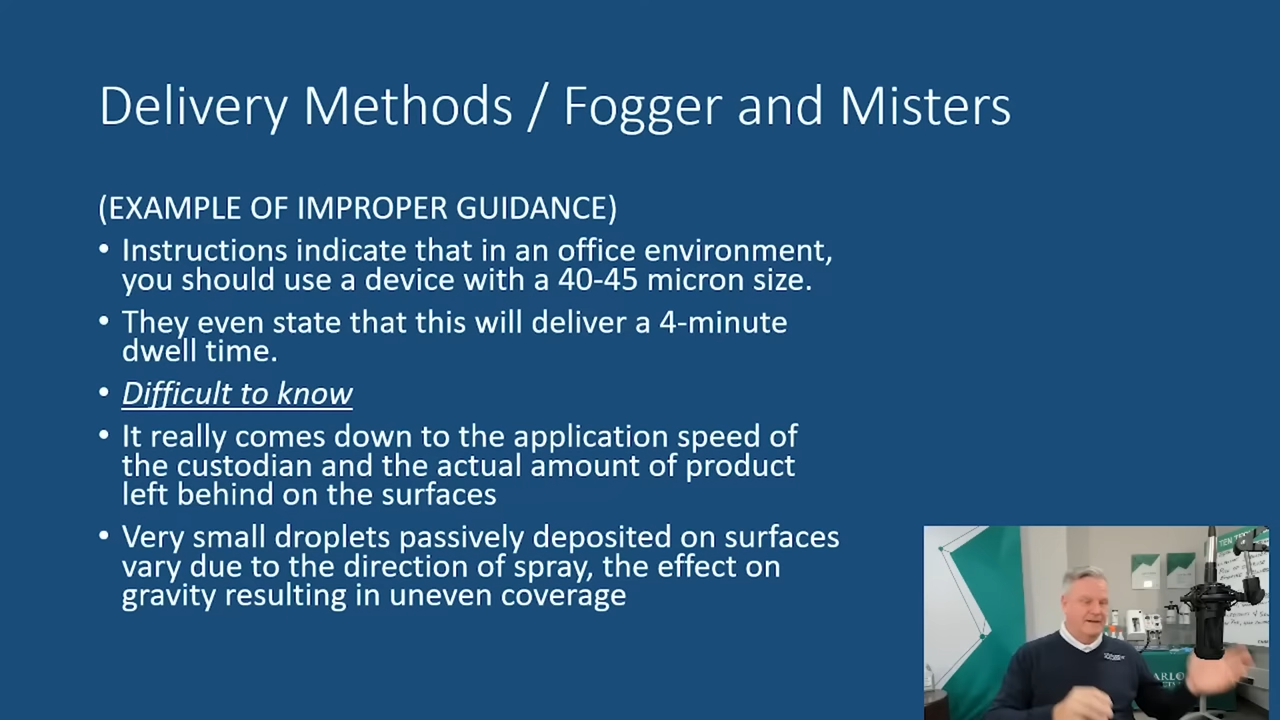 Delivery Methods / Fogger and Misters
(EXAMPLE OF IMPROPER GUIDANCE)
• Instructions indicate that in an office environment,
you should use a device with a 40-45 micron size.
• They even state that this will deliver a 4-minute
dwell time.
• Difficult to know
• It really comes down to the application speed of
the custodian and the actual amount of product
left behind on the surfaces
• Very small droplets passively deposited on surfaces
vary due to the direction of spray, the effect on
gravity resulting in uneven coverage